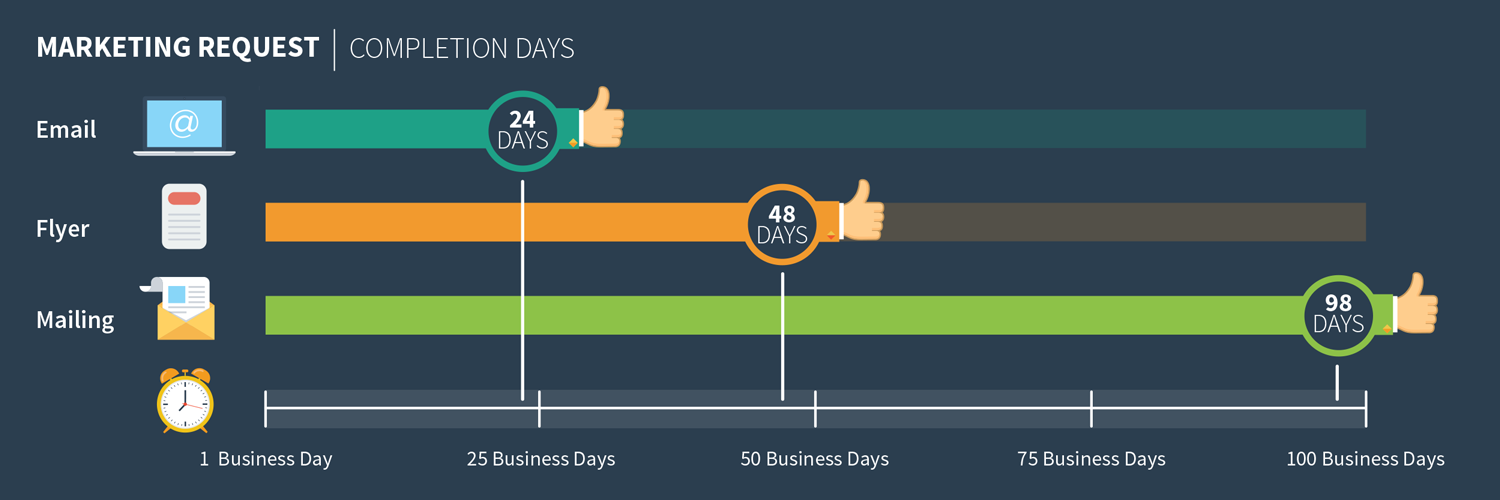 MARKETING REQUEST | COMPLETION DAYS
Email
@
24
DAYS
Flyer
48
DAYS
Mailing
98
DAYS
1 Business Day
25 Business Days
50 Business Days
75 Business Days
100 Business Days